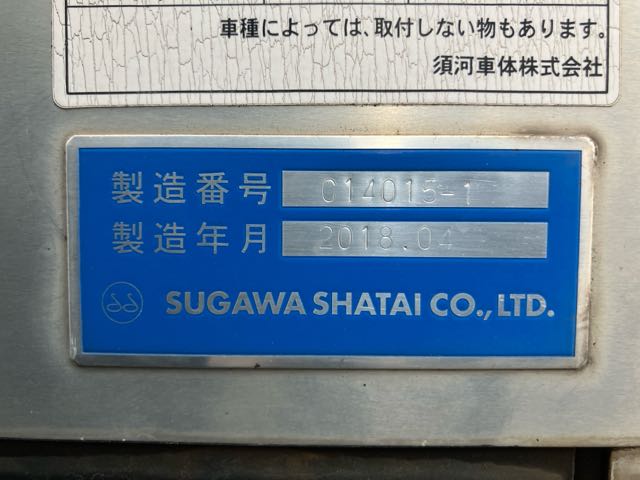 車種によっては、取付しない物もあります。
須河車体株式会社
製造番号 C14015-1
製造年月 2018.04
SUGAWA SHATAI CO., LTD.